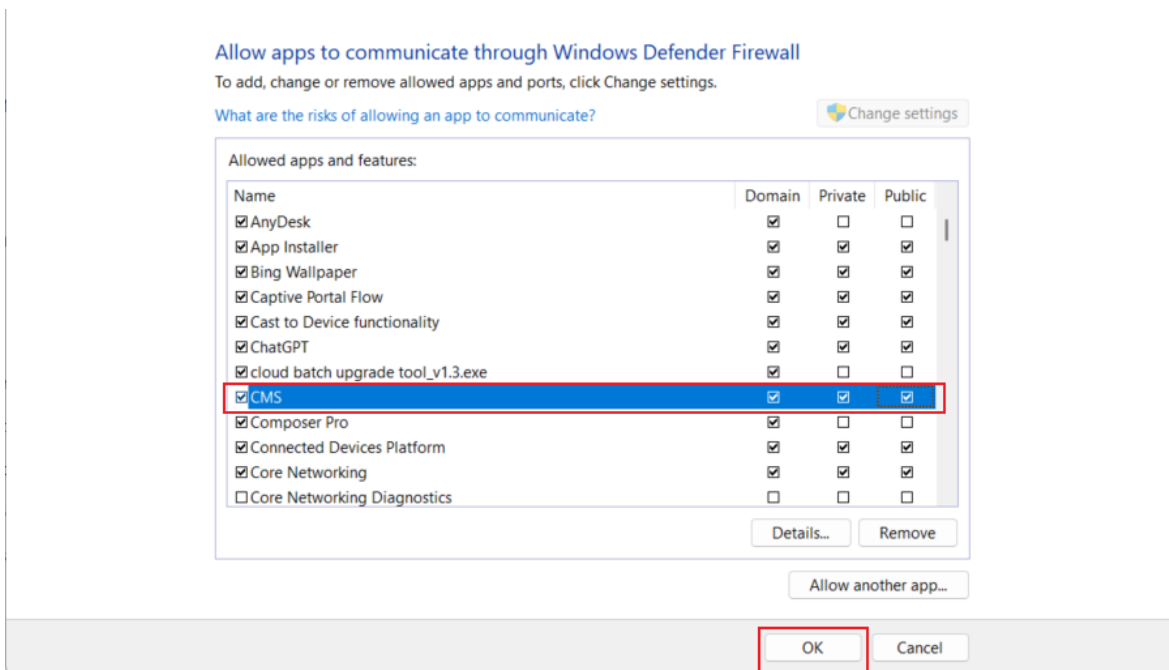 Allow apps to communicate through Windows Defender Firewall
To add, change or remove allowed apps and ports, click Change settings.
What are the risks of allowing an app to communicate?
Change settings
Allowed apps and features:
Name Domain Private Public
AnyDesk
App Installer
Bing Wallpaper
Captive Portal Flow
Cast to Device functionality
ChatGPT
cloud batch upgrade tool_v1.3.exe
CMS
Composer Pro
Connected Devices Platform
Core Networking
Core Networking Diagnostics
Details... Remove
Allow another app...
OK Cancel